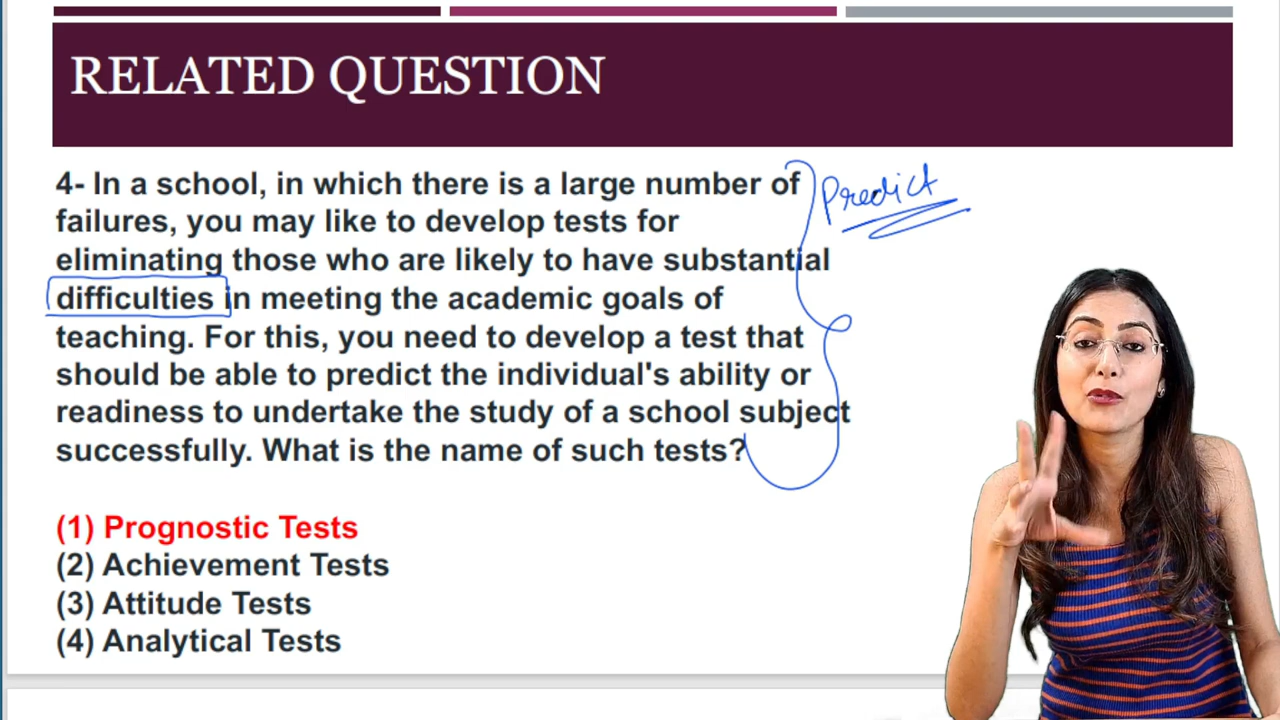 RELATED QUESTION
4- In a school, in which there is a large number of
failures, you may like to develop tests for
eliminating those who are likely to have substantial
difficulties in meeting the academic goals of
teaching. For this, you need to develop a test that
should be able to predict the individual's ability or
readiness to undertake the study of a school subject
successfully. What is the name of such tests?
Predict
(1) Prognostic Tests
(2) Achievement Tests
(3) Attitude Tests
(4) Analytical Tests